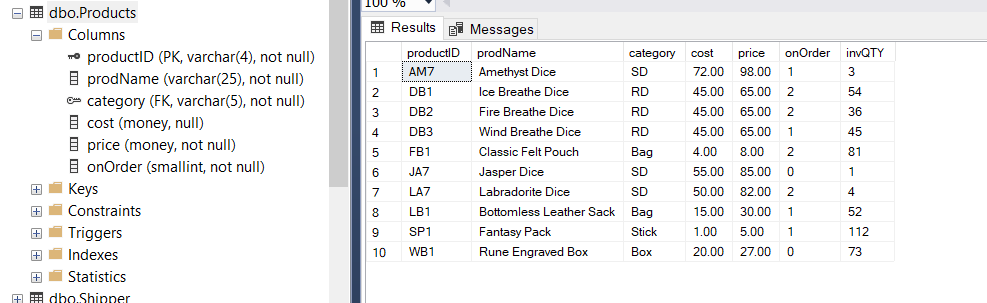 dbo.Products
Columns
productID (PK, varchar(4), not null)
prodName (varchar(25), not null)
category (FK, varchar(5), not null)
cost (money, null)
price (money, not null)
onOrder (smallint, not null)
Keys
Constraints
Triggers
Indexes
Statistics
dbo.Shipper
100 %
Results Messages
productID prodName category cost price onOrder invQTY
1 AM7 Amethyst Dice SD 72.00 98.00 1 3
2 DB1 Ice Breathe Dice RD 45.00 65.00 2 54
3 DB2 Fire Breathe Dice RD 45.00 65.00 2 36
4 DB3 Wind Breathe Dice RD 45.00 65.00 1 45
5 FB1 Classic Felt Pouch Bag 4.00 8.00 2 81
6 JA7 Jasper Dice SD 55.00 85.00 0 1
7 LA7 Labradorite Dice SD 50.00 82.00 2 4
8 LB1 Bottomless Leather Sack Bag 15.00 30.00 1 52
9 SP1 Fantasy Pack Stick 1.00 5.00 1 112
10 WB1 Rune Engraved Box Box 20.00 27.00 0 73